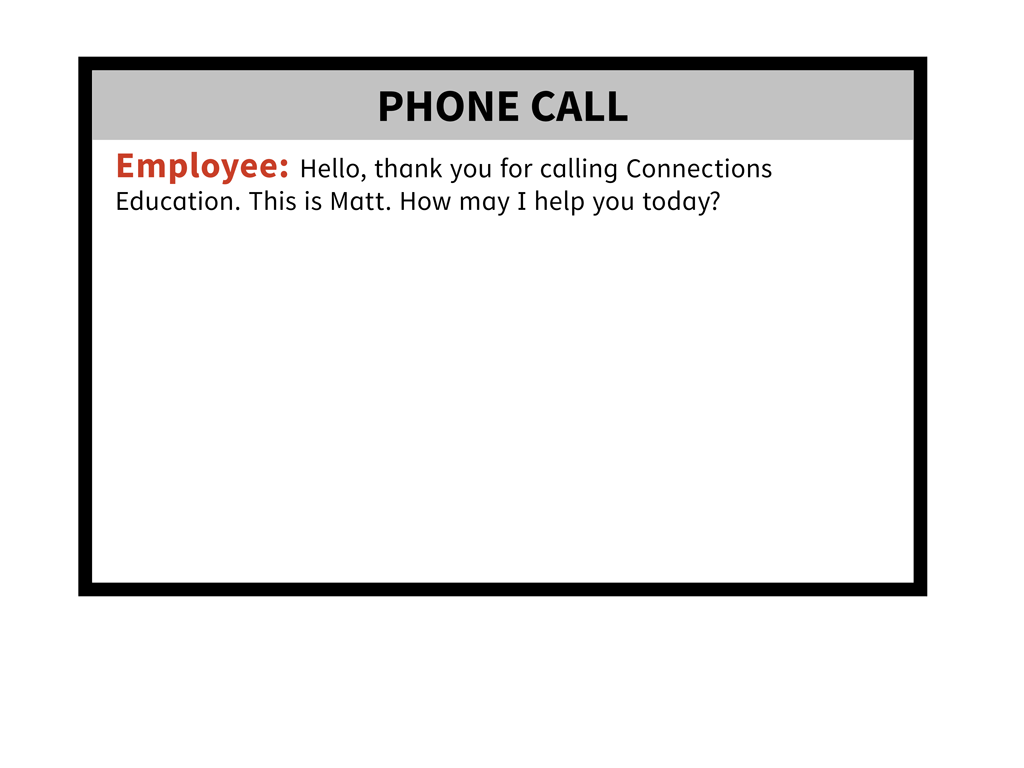 PHONE CALL
Employee: Hello, thank you for calling Connections
Education. This is Matt. How may I help you today?